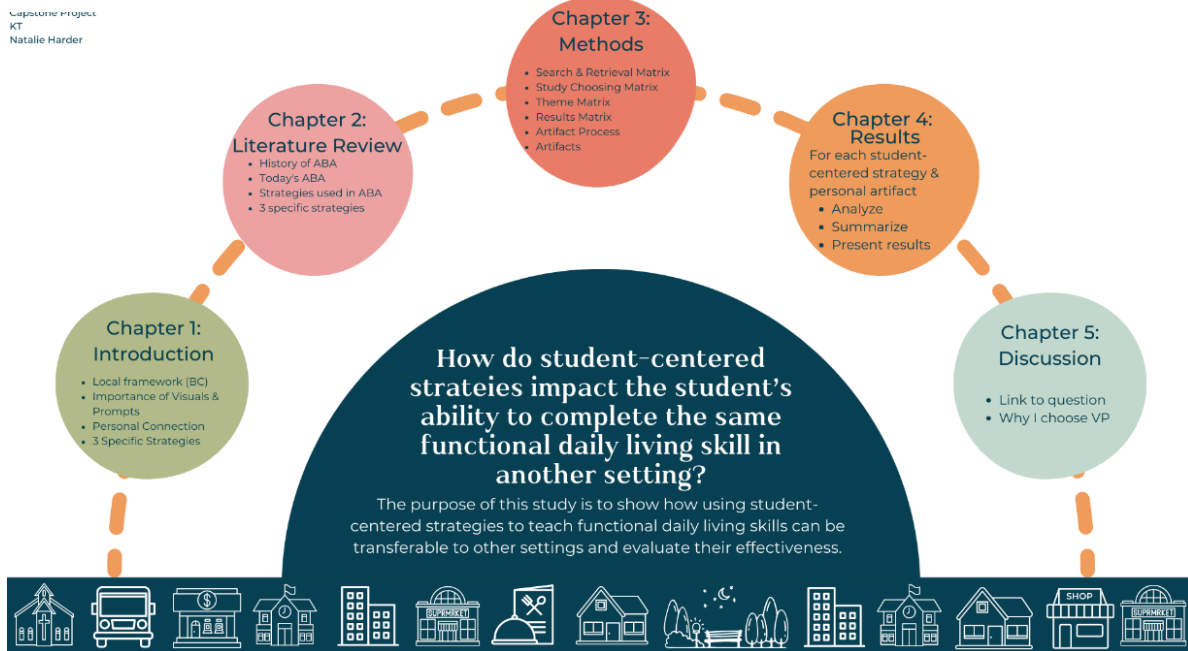 Capstone Project
KT
Natalie Harder
Chapter 1:
Introduction
• Local framework (BC)
• Importance of Visuals &
Prompts
• Personal Connection
• 3 Specific Strategies
Chapter 2:
Literature Review
• History of ABA
• Today's ABA
• Strategies used in ABA
• 3 specific strategies
Chapter 3:
Methods
• Search & Retrieval Matrix
• Study Choosing Matrix
• Theme Matrix
• Results Matrix
• Artifact Process
• Artifacts
Chapter 4:
Results
For each student-
centered strategy &
personal artifact
• Analyze
• Summarize
• Present results
Chapter 5:
Discussion
• Link to question
• Why I choose VP
How do student-centered
strateies impact the student's
ability to complete the same
functional daily living skill in
another setting?
The purpose of this study is to show how using student-
centered strategies to teach functional daily living skills can be
transferable to other settings and evaluate their effectiveness.
$
SUPRMRKET
SHOP
SUPRMRKET